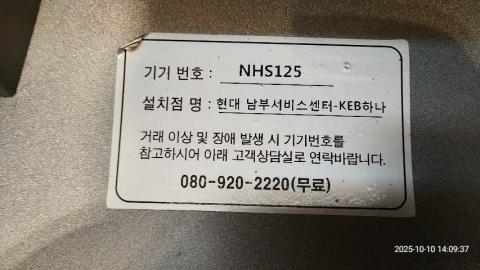 기기 번호 : NHS125
설치점 명 : 현대 남부서비스센터-KEB하나
거래 이상 및 장애 발생 시 기기번호를
참고하시어 아래 고객상담실로 연락바랍니다.
080-920-2220(무료)
2025-10-10 14:09:37